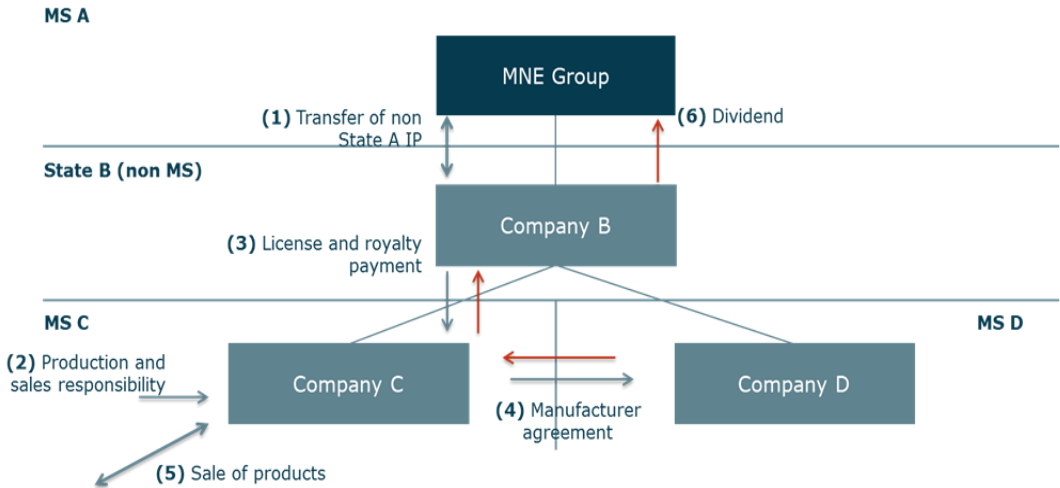 MS A
MNE Group
(1) Transfer of non
State A IP
(6) Dividend
State B (non MS)
Company B
(3) License and royalty
payment
MS C
MS D
(2) Production and
sales responsibility
Company C
Company D
(4) Manufacturer
agreement
(5) Sale of products